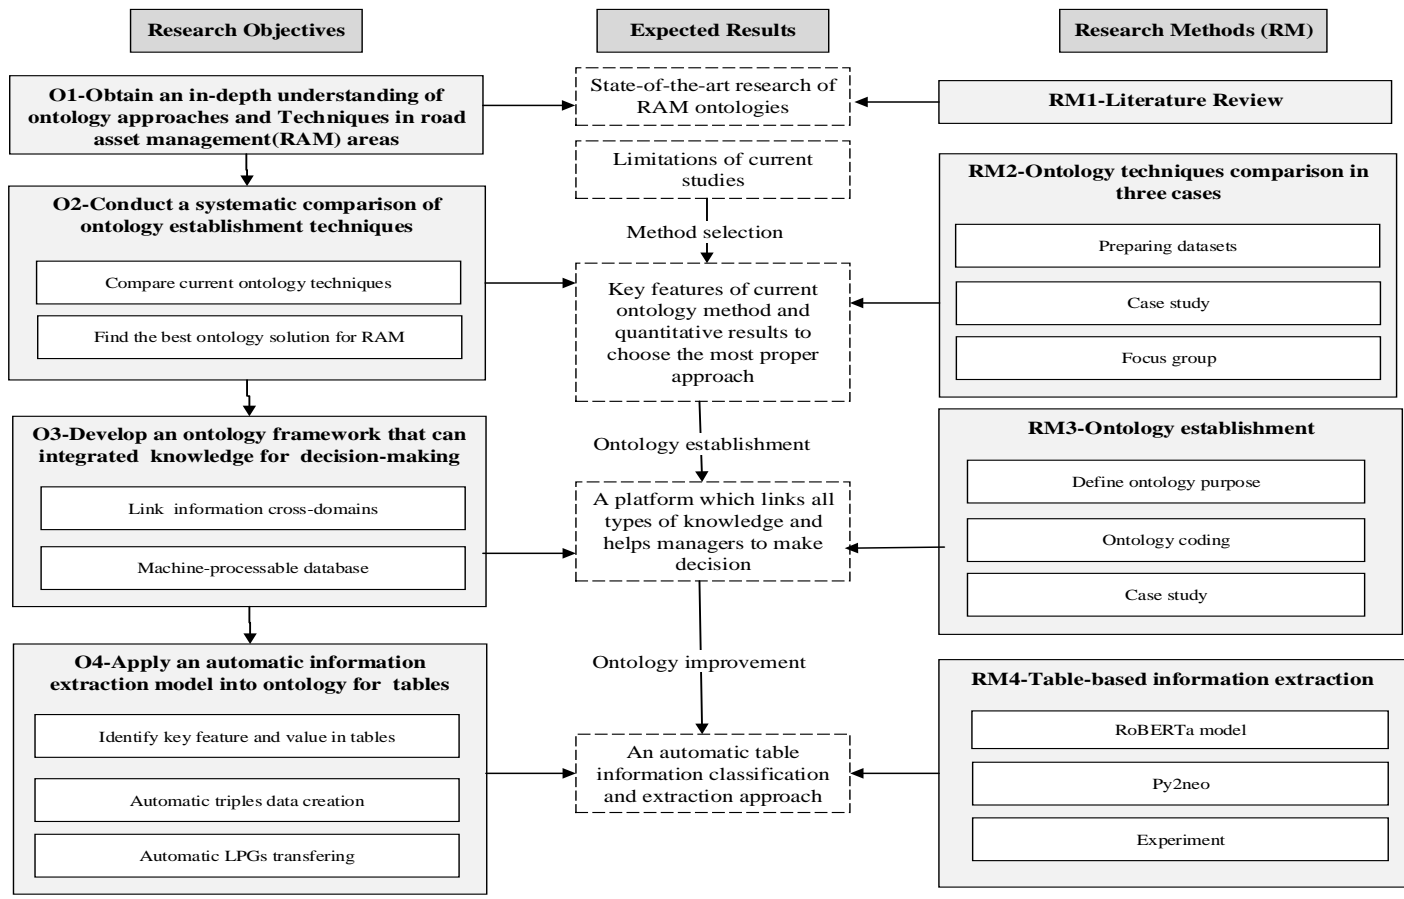 Research Objectives
O1-Obtain an in-depth understanding of
ontology approaches and Techniques in road
asset management(RAM) areas
O2-Conduct a systematic comparison of
ontology establishment techniques
Compare current ontology techniques
Find the best ontology solution for RAM
O3-Develop an ontology framework that can
integrated knowledge for decision-making
Link information cross-domains
Machine-processable database
O4-Apply an automatic information
extraction model into ontology for tables
Identify key feature and value in tables
Automatic triples data creation
Automatic LPGs transfering
Expected Results
State-of-the-art research of
RAM ontologies
Limitations of current
studies
Method selection
Key features of current
ontology method and
quantitative results to
choose the most proper
approach
Ontology establishment
A platform which links all
types of knowledge and
helps managers to make
decision
Ontology improvement
An automatic table
information classification
and extraction approach
Research Methods (RM)
RM1-Literature Review
RM2-Ontology techniques comparison in
three cases
Preparing datasets
Case study
Focus group
RM3-Ontology establishment
Define ontology purpose
Ontology coding
Case study
RM4-Table-based information extraction
RoBERTa model
Py2neo
Experiment